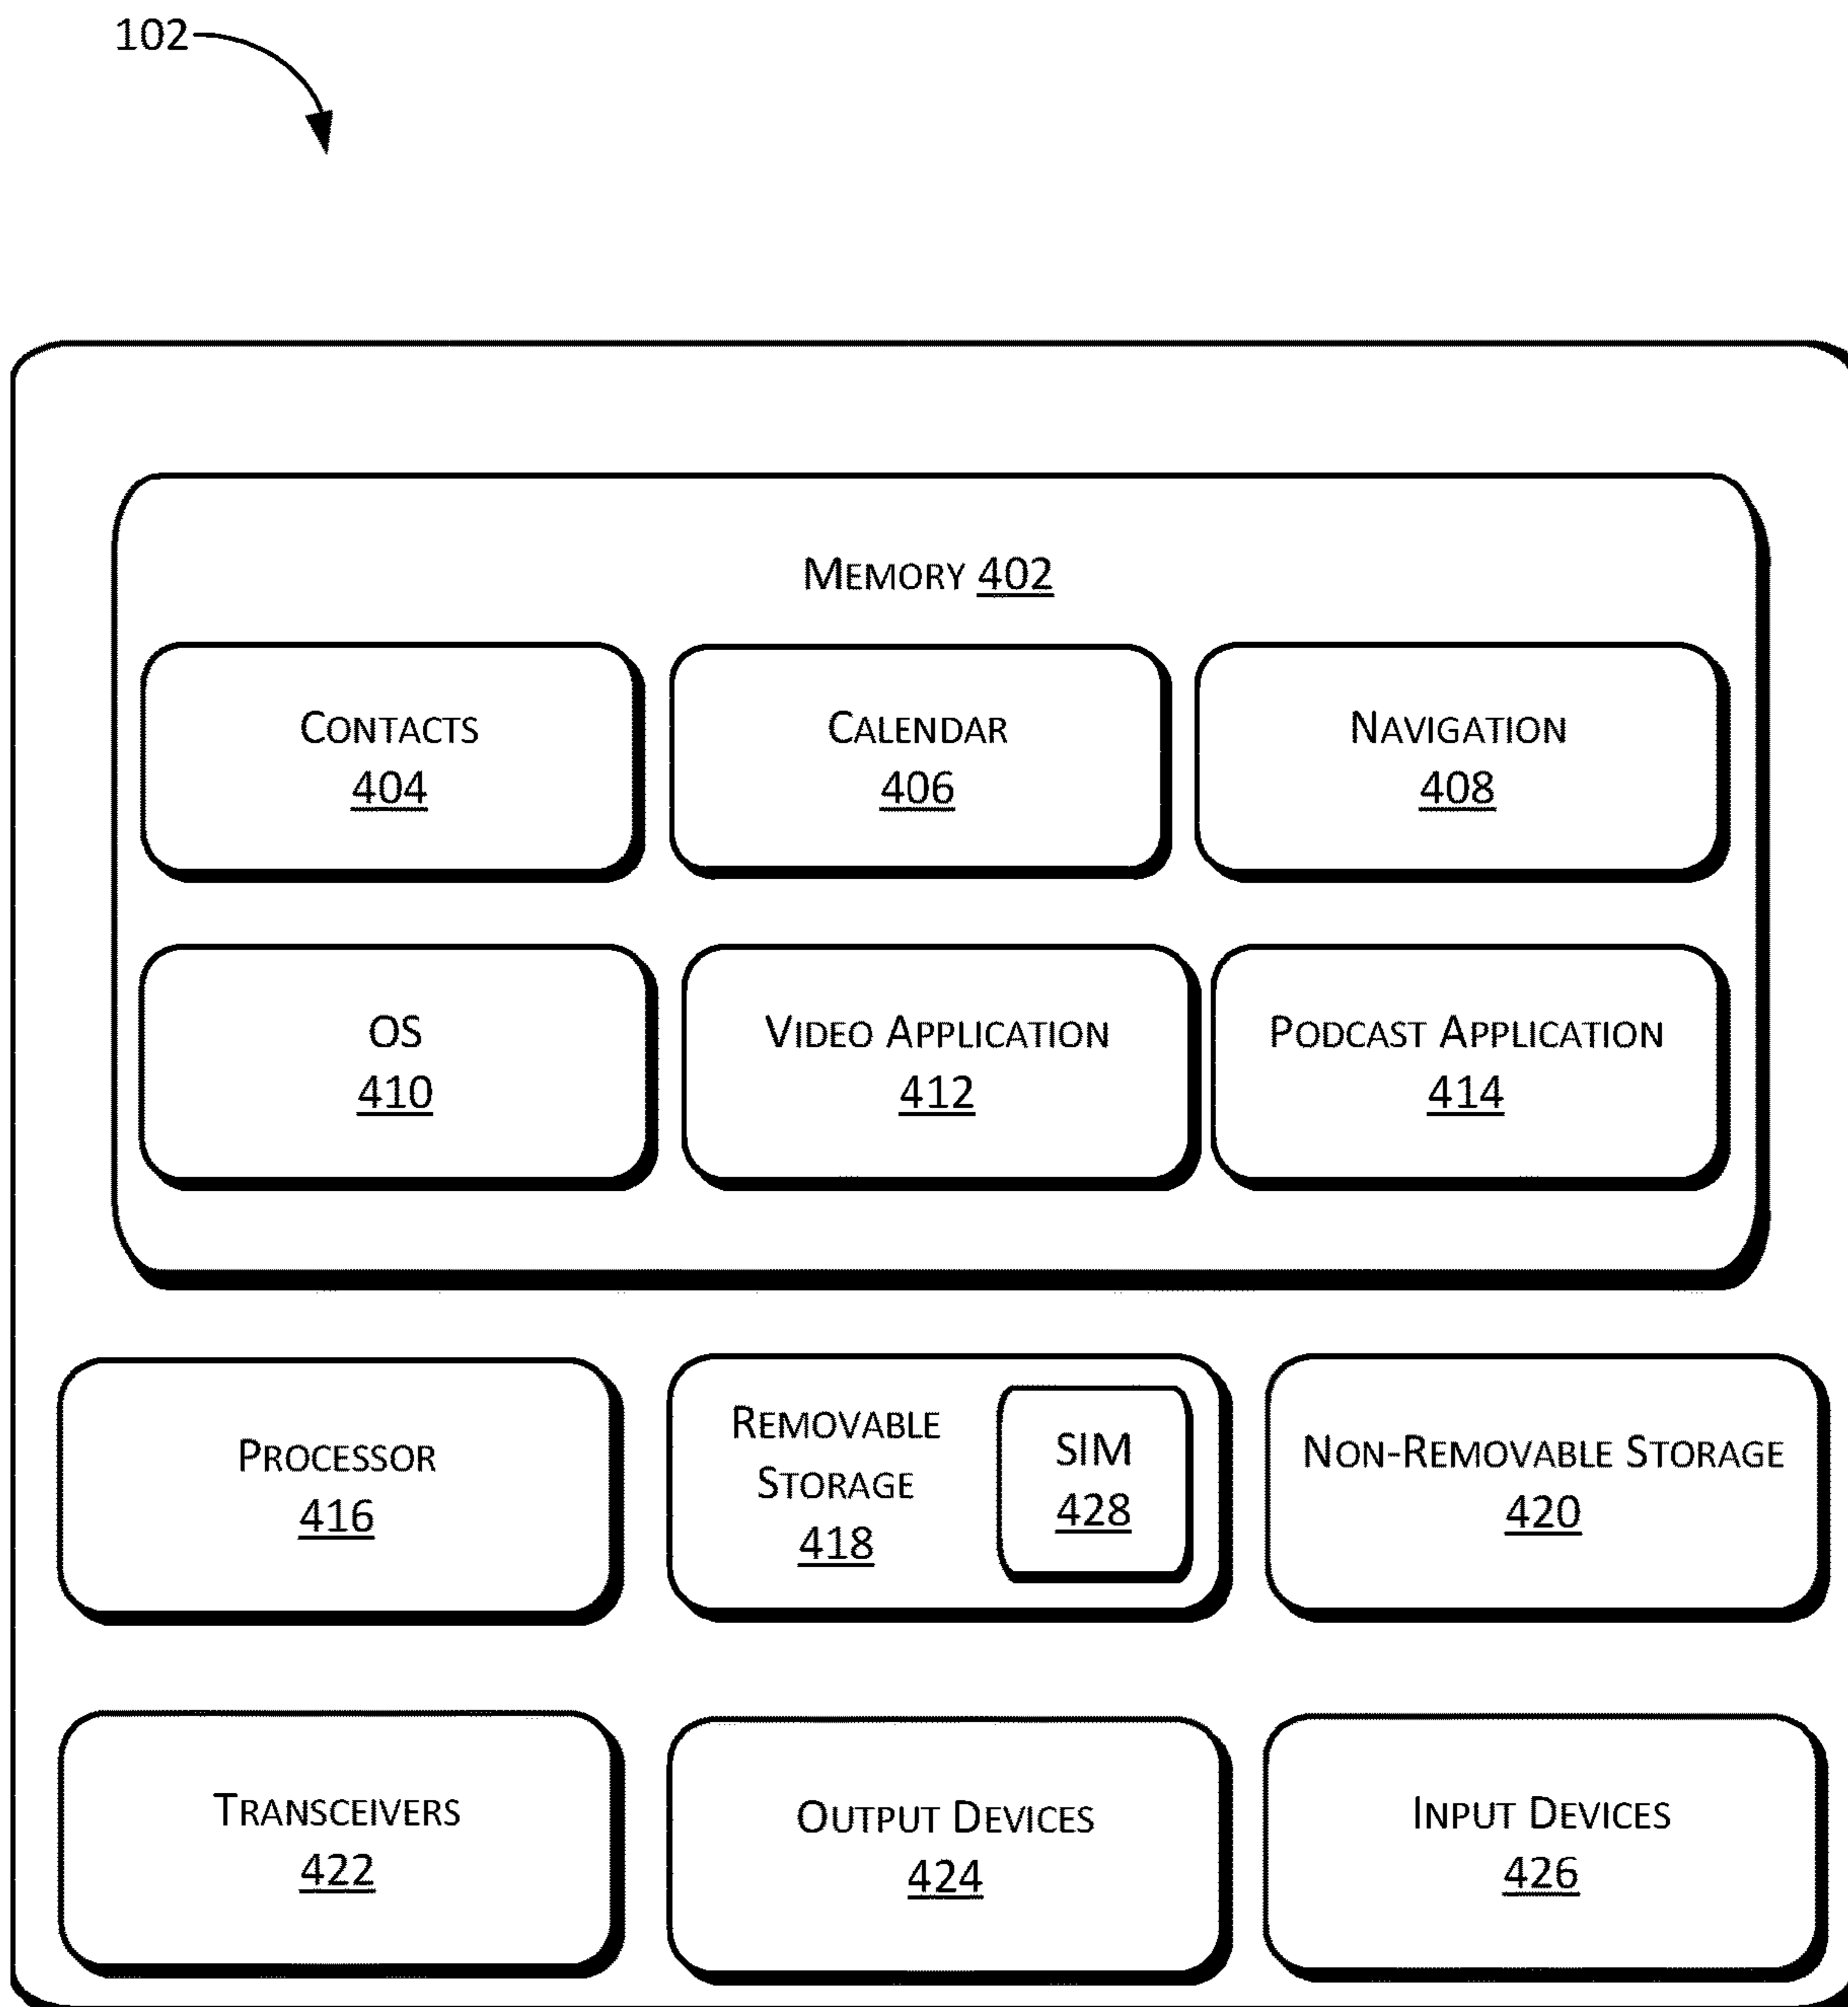 102
MEMORY 402
CONTACTS
404
CALENDAR
406
NAVIGATION
408
OS
410
VIDEO APPLICATION
412
PODCAST APPLICATION
414
PROCESSOR
416
REMOVABLE
STORAGE
418
SIM
428
NON-REMOVABLE STORAGE
420
TRANSCEIVERS
422
OUTPUT DEVICES
424
INPUT DEVICES
426